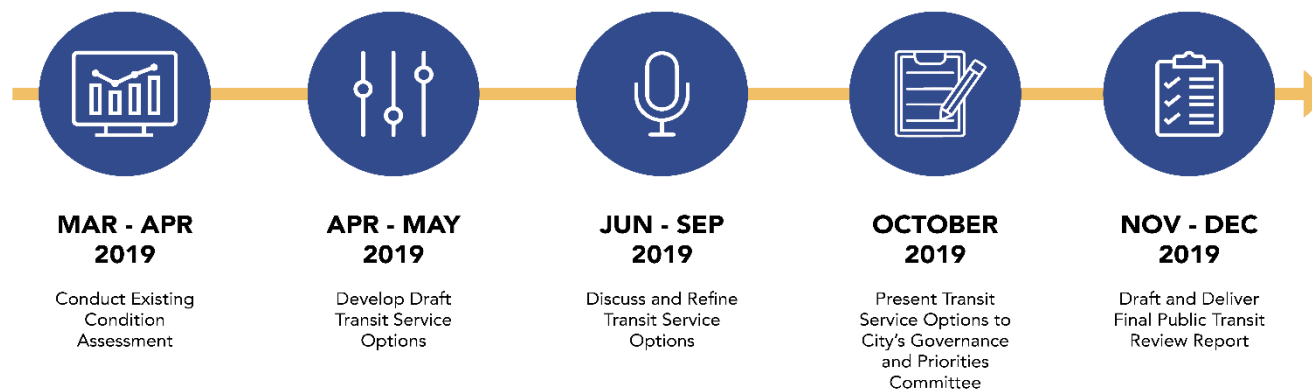 MAR - APR
2019
Conduct Existing
Condition
Assessment
APR - MAY
2019
Develop Draft
Transit Service
Options
JUN - SEP
2019
Discuss and Refine
Transit Service
Options
OCTOBER
2019
Present Transit
Service Options to
City's Governance
and Priorities
Committee
NOV - DEC
2019
Draft and Deliver
Final Public Transit
Review Report